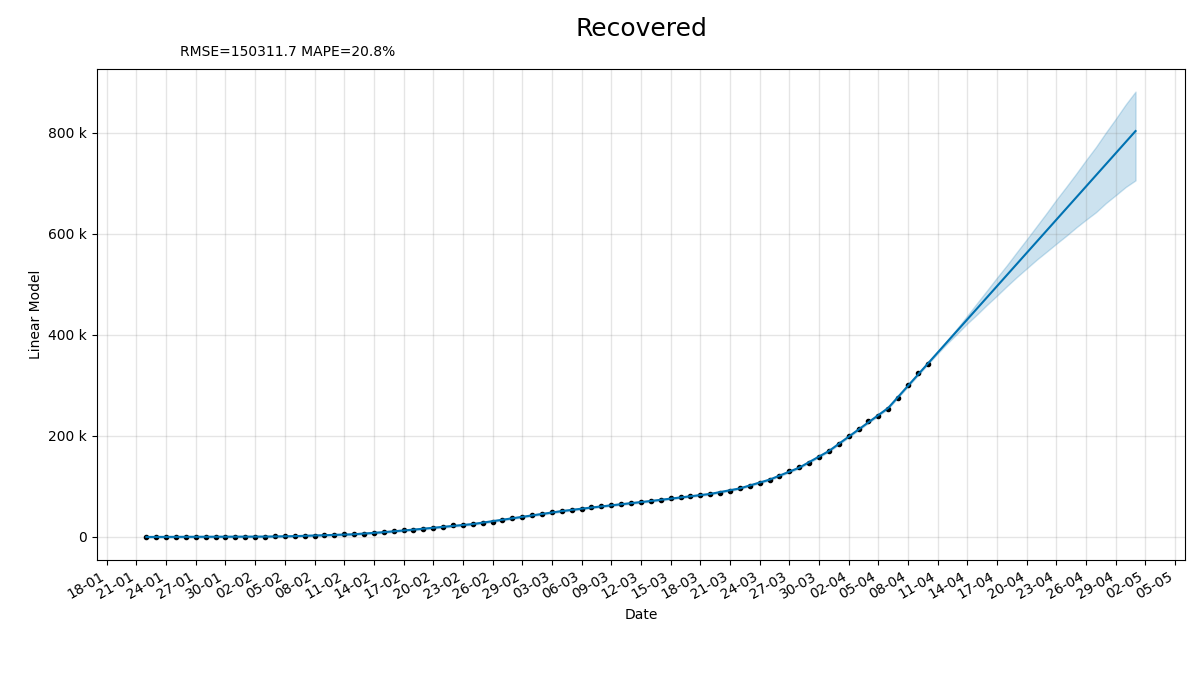 Recovered
RMSE=150311.7 MAPE=20.8%
800 k
600 k
400 k
200 k
0
Linear Model
18-01 21-01 24-01 27-01 30-01 02-02 05-02 08-02 11-02 14-02 17-02 20-02 23-02 26-02 29-02 03-03 06-03 09-03 12-03 15-03 18-03 21-03 24-03 27-03 30-03 02-04 05-04 08-04 11-04 14-04 17-04 20-04 23-04 26-04 29-04 02-05 05-05
Date